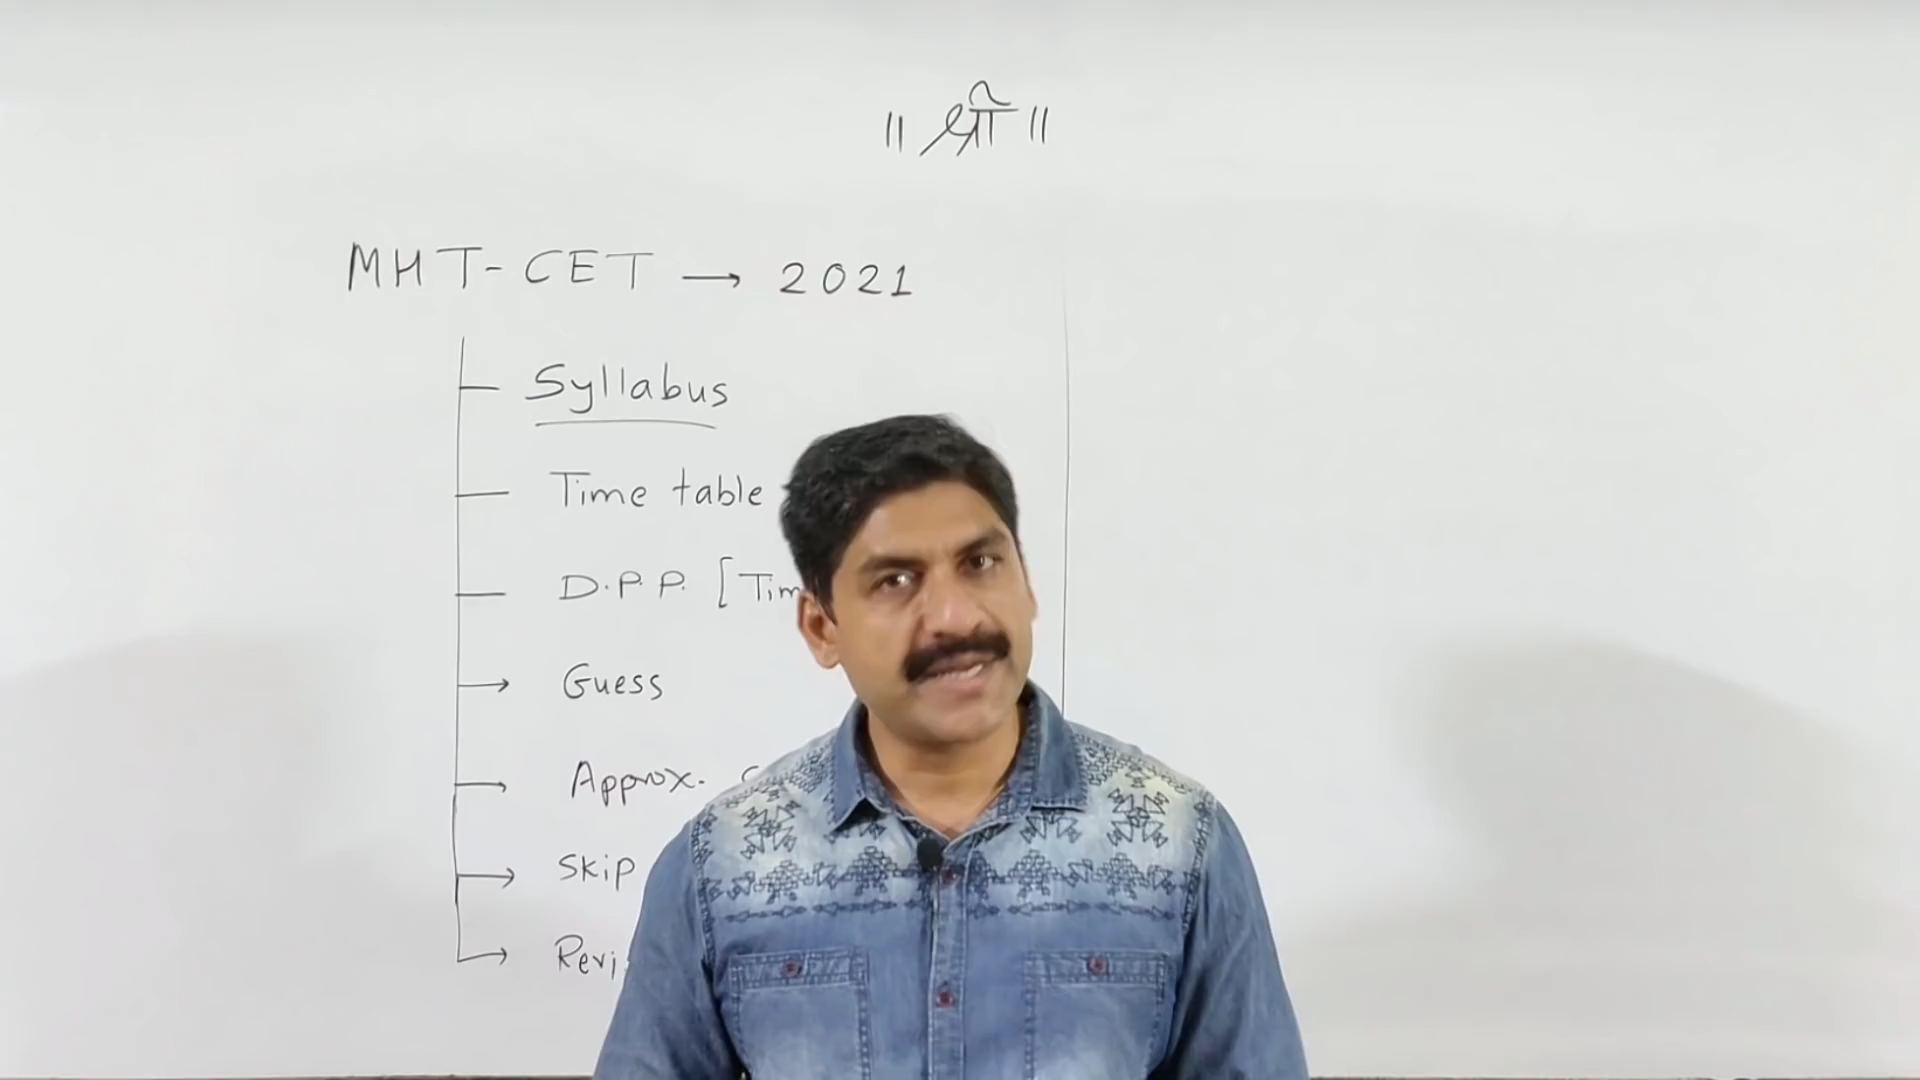 ॥ श्री ॥
MHT-CET → 2021
Syllabus
Time table
D.P.P. [Tim
Guess
Approx.
Skip
Revi